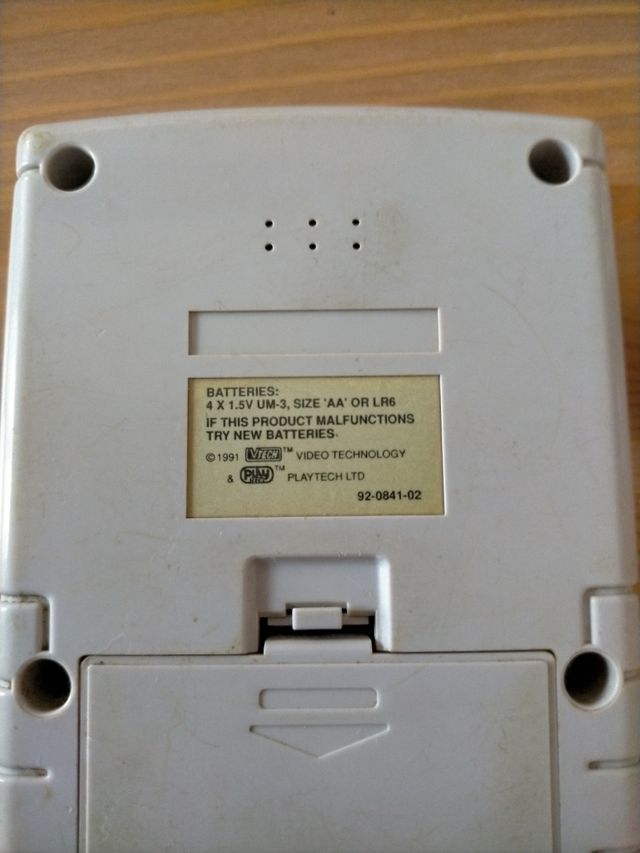 BATTERIES:
4 X 1.5V UM-3, SIZE 'AA' OR LR6
IF THIS PRODUCT MALFUNCTIONS
TRY NEW BATTERIES.
©1991 VTECH™ VIDEO TECHNOLOGY
& PLAYTECH™ PLAYTECH LTD
92-0841-02